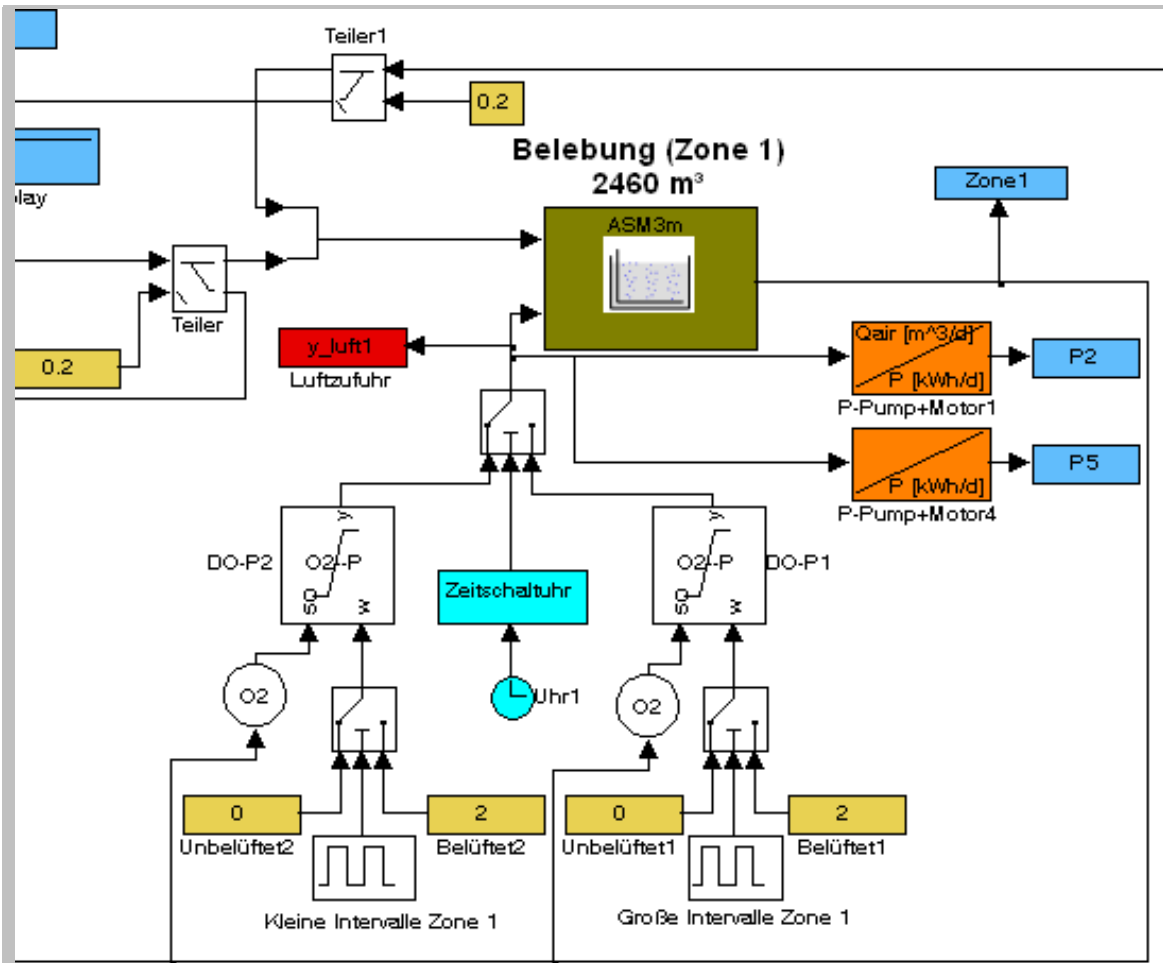 Teiler1
0.2
Belebung (Zone 1)
2460 m³
Zone1
play
ASM3m
Teiler
0.2
y_luft1
Luftzufuhr
Qair [m^3/d]
P [kWh/d]
P-Pump+Motor1
P2
P [kWh/d]
P-Pump+Motor4
P5
DO-P2
y
O2--P
so
w
Zeitschaltuhr
y
O2--P
so
w
DO-P1
O2
Uhr1
O2
0
Unbelüftet2
2
Belüftet2
0
Unbelüftet1
2
Belüftet1
Kleine Intervalle Zone 1
Große Intervalle Zone 1